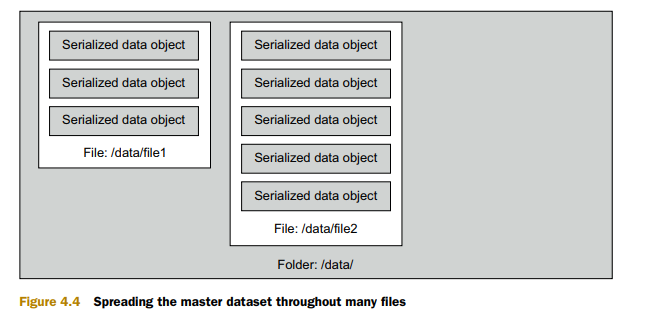 Serialized data object
Serialized data object
Serialized data object
File: /data/file1
Serialized data object
Serialized data object
Serialized data object
Serialized data object
Serialized data object
File: /data/file2
Folder: /data/
Figure 4.4 Spreading the master dataset throughout many files